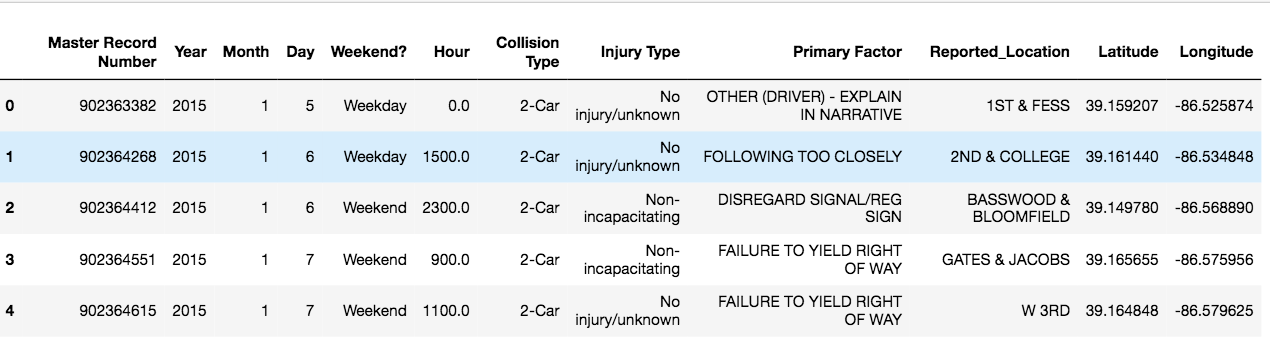 Master Record Number Year Month Day Weekend? Hour Collision Type Injury Type Primary Factor Reported_Location Latitude Longitude
0 902363382 2015 1 5 Weekday 0.0 2-Car No injury/unknown OTHER (DRIVER) - EXPLAIN IN NARRATIVE 1ST & FESS 39.159207 -86.525874
1 902364268 2015 1 6 Weekday 1500.0 2-Car No injury/unknown FOLLOWING TOO CLOSELY 2ND & COLLEGE 39.161440 -86.534848
2 902364412 2015 1 6 Weekend 2300.0 2-Car Non-incapacitating DISREGARD SIGNAL/REG SIGN BASSWOOD & BLOOMFIELD 39.149780 -86.568890
3 902364551 2015 1 7 Weekend 900.0 2-Car Non-incapacitating FAILURE TO YIELD RIGHT OF WAY GATES & JACOBS 39.165655 -86.575956
4 902364615 2015 1 7 Weekend 1100.0 2-Car No injury/unknown FAILURE TO YIELD RIGHT OF WAY W 3RD 39.164848 -86.579625